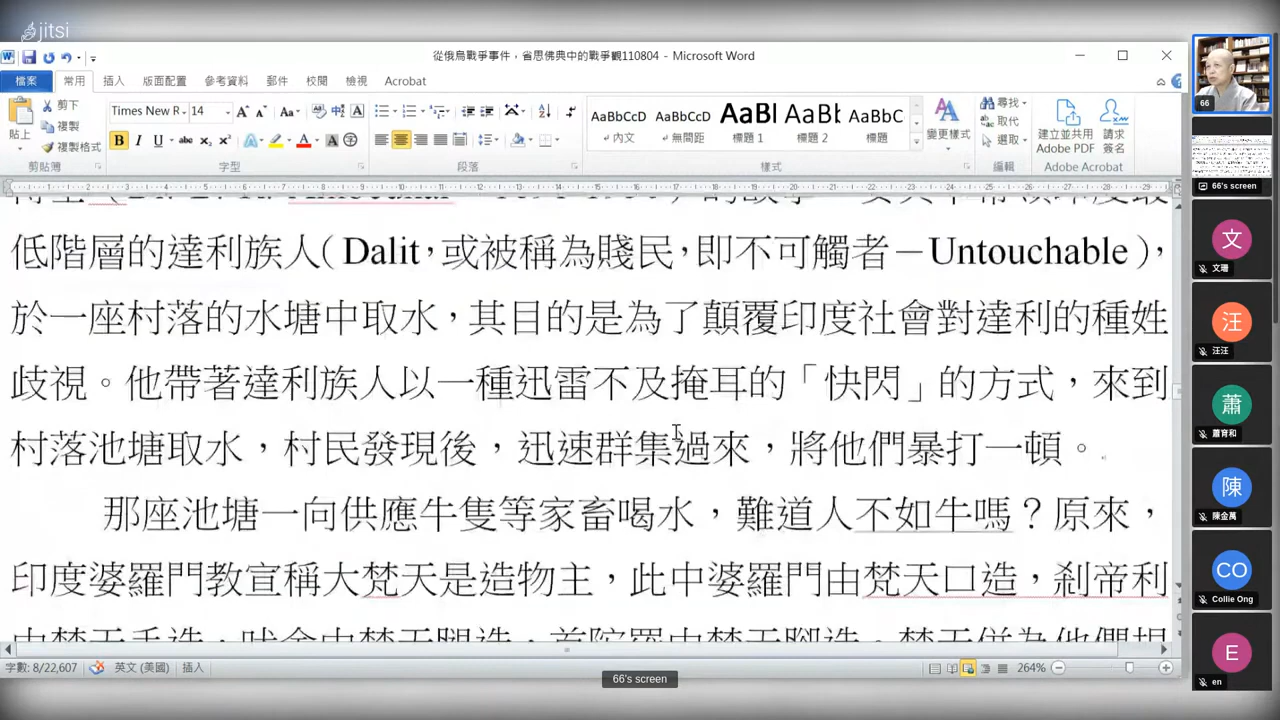 jitsi
從俄烏戰爭事件，省思佛典中的戰爭觀110804 - Microsoft Word
檔案 常用 插入 版面配置 參考資料 郵件 校閱 檢視 Acrobat
貼上 剪下 複製 複製格式
Times New R 14
AaBbCcD AaBbCcD AaBl AaBb AaBbC
內文 無間距 標題 1 標題 2 標題
變更樣式
尋找 取代 選取
建立並共用 Adobe PDF
請求簽名
剪貼簿 字型 段落 樣式 編輯 Adobe Acrobat
低階層的達利族人（Dalit，或被稱為賤民，即不可觸者－Untouchable），
於一座村落的水塘中取水，其目的是為了顛覆印度社會對達利的種姓
歧視。他帶著達利族人以一種迅雷不及掩耳的「快閃」的方式，來到
村落池塘取水，村民發現後，迅速群集過來，將他們暴打一頓。
那座池塘一向供應牛隻等家畜喝水，難道人不如牛嗎？原來，
印度婆羅門教宣稱大梵天是造物主，此中婆羅門由梵天口造，剎帝利
字數: 8/22,607 英文 (美國) 插入 264%
66's screen
66
66's screen
文
文珊
汪
汪汪
蕭
蕭育和
陳
陳金萬
CO
Collie Ong
E
en